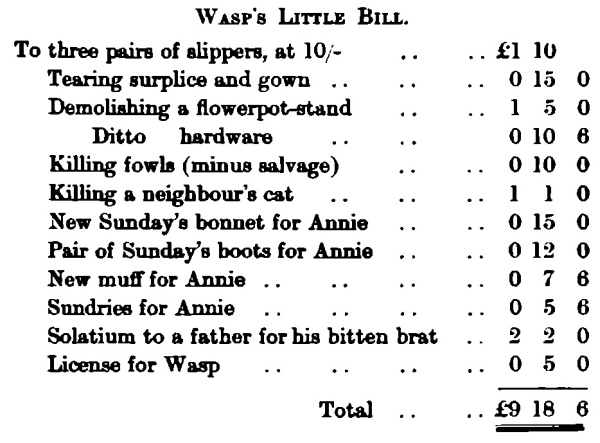 Wasp's Little Bill.
To three pairs of slippers, at 10/- .. .. £1 10
Tearing surplice and gown .. .. .. 0 15 0
Demolishing a flowerpot-stand .. .. 1 5 0
Ditto hardware .. .. .. 0 10 6
Killing fowls (minus salvage) .. .. 0 10 0
Killing a neighbour's cat .. .. .. 1 1 0
New Sunday's bonnet for Annie .. .. 0 15 0
Pair of Sunday's boots for Annie .. .. 0 12 0
New muff for Annie .. .. .. .. 0 7 6
Sundries for Annie .. .. .. .. 0 5 6
Solatium to a father for his bitten brat .. 2 2 0
License for Wasp .. .. .. .. 0 5 0
Total .. .. £9 18 6